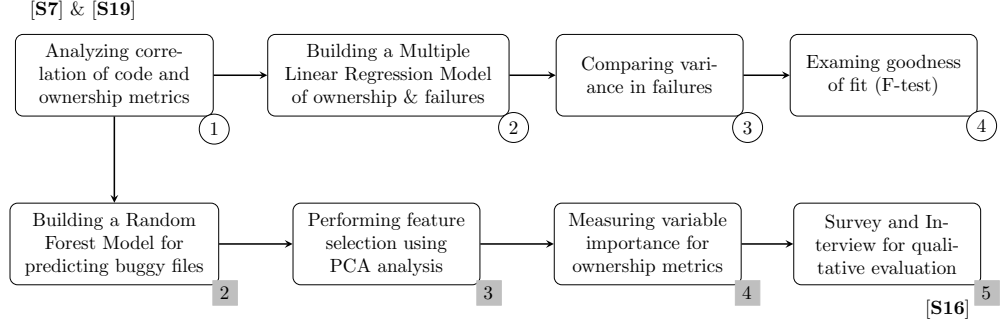 [S7] & [S19]
Analyzing corre-
lation of code and
ownership metrics
1
Building a Multiple
Linear Regression Model
of ownership & failures
2
Comparing vari-
ance in failures
3
Examing goodness
of fit (F-test)
4
Building a Random
Forest Model for
predicting buggy files
2
Performing feature
selection using
PCA analysis
3
Measuring variable
importance for
ownership metrics
4
Survey and In-
terview for quali-
tative evaluation
5
[S16]